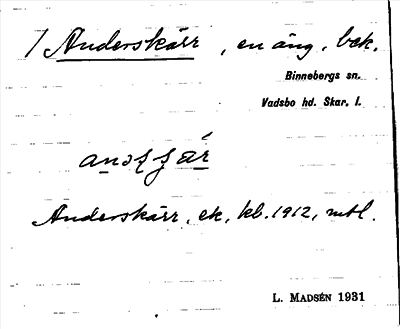 1 Anderskärr, en äng, bek.
Binnebergs sn.
Vadsbo hd. Skar. l.
Anderskärr, ek, kb. 1912, mtl.
L. MADSÉN 1931